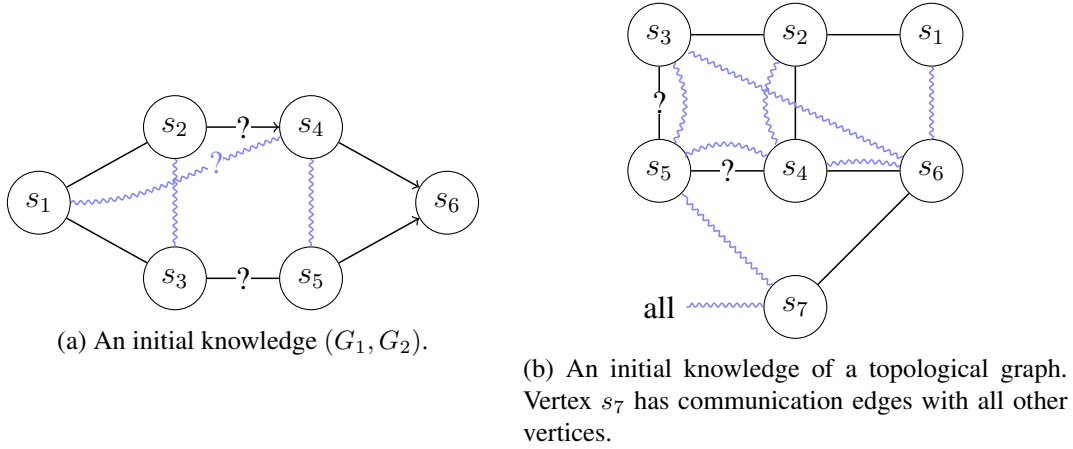 s₂ ? s₄
?
s₁ s₆
s₃ ? s₅
(a) An initial knowledge (G₁, G₂).
s₃ s₂ s₁
?
s₅ ? s₄ s₆
all s₇
(b) An initial knowledge of a topological graph.
Vertex s₇ has communication edges with all other
vertices.